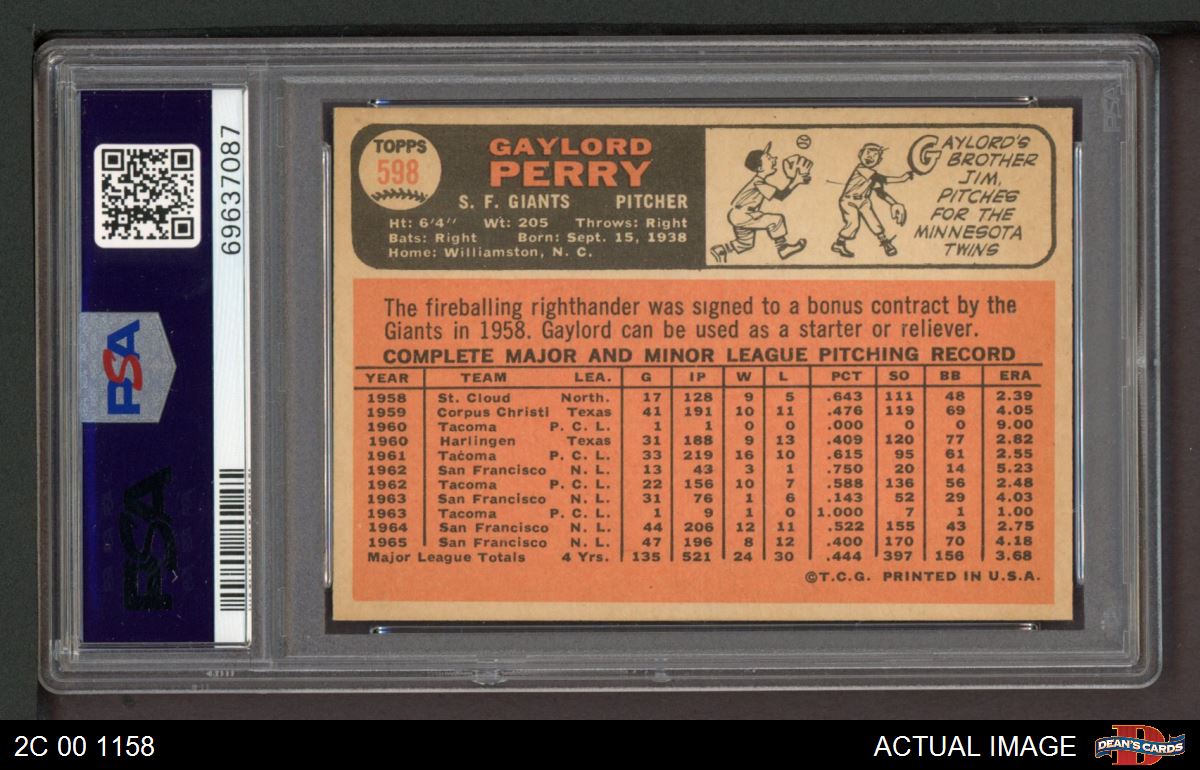 TOPPS
598
GAYLORD
PERRY
S. F. GIANTS PITCHER
Ht: 6'4" Wt: 205 Throws: Right
Bats: Right Born: Sept. 15, 1938
Home: Williamston, N. C.
GAYLORD'S
BROTHER
JIM,
PITCHES
FOR THE
MINNESOTA
TWINS
The fireballing righthander was signed to a bonus contract by the
Giants in 1958. Gaylord can be used as a starter or reliever.
COMPLETE MAJOR AND MINOR LEAGUE PITCHING RECORD
YEAR TEAM LEA. G IP W L PCT SO BB ERA
1958 St. Cloud North. 17 128 9 5 .643 111 48 2.39
1959 Corpus Christi Texas 41 191 10 11 .476 119 69 4.05
1960 Tacoma P. C. L. 1 1 0 0 .000 0 0 9.00
1960 Harlingen Texas 31 188 9 13 .409 120 77 2.82
1961 Tacoma P. C. L. 33 219 16 10 .615 95 61 2.55
1962 San Francisco N. L. 13 43 3 1 .750 20 14 5.23
1962 Tacoma P. C. L. 22 156 10 7 .588 136 56 2.48
1963 San Francisco N. L. 31 76 1 6 .143 52 29 4.03
1963 Tacoma P. C. L. 1 9 1 0 1.000 7 1 1.00
1964 San Francisco N. L. 44 206 12 11 .522 155 43 2.75
1965 San Francisco N. L. 47 196 8 12 .400 170 70 4.18
Major League Totals 4 Yrs. 135 521 24 30 .444 397 156 3.68
©T.C.G. PRINTED IN U.S.A.
69637087
PSA
PSA
PSA
2C 00 1158
ACTUAL IMAGE
D
DEAN'S CARDS